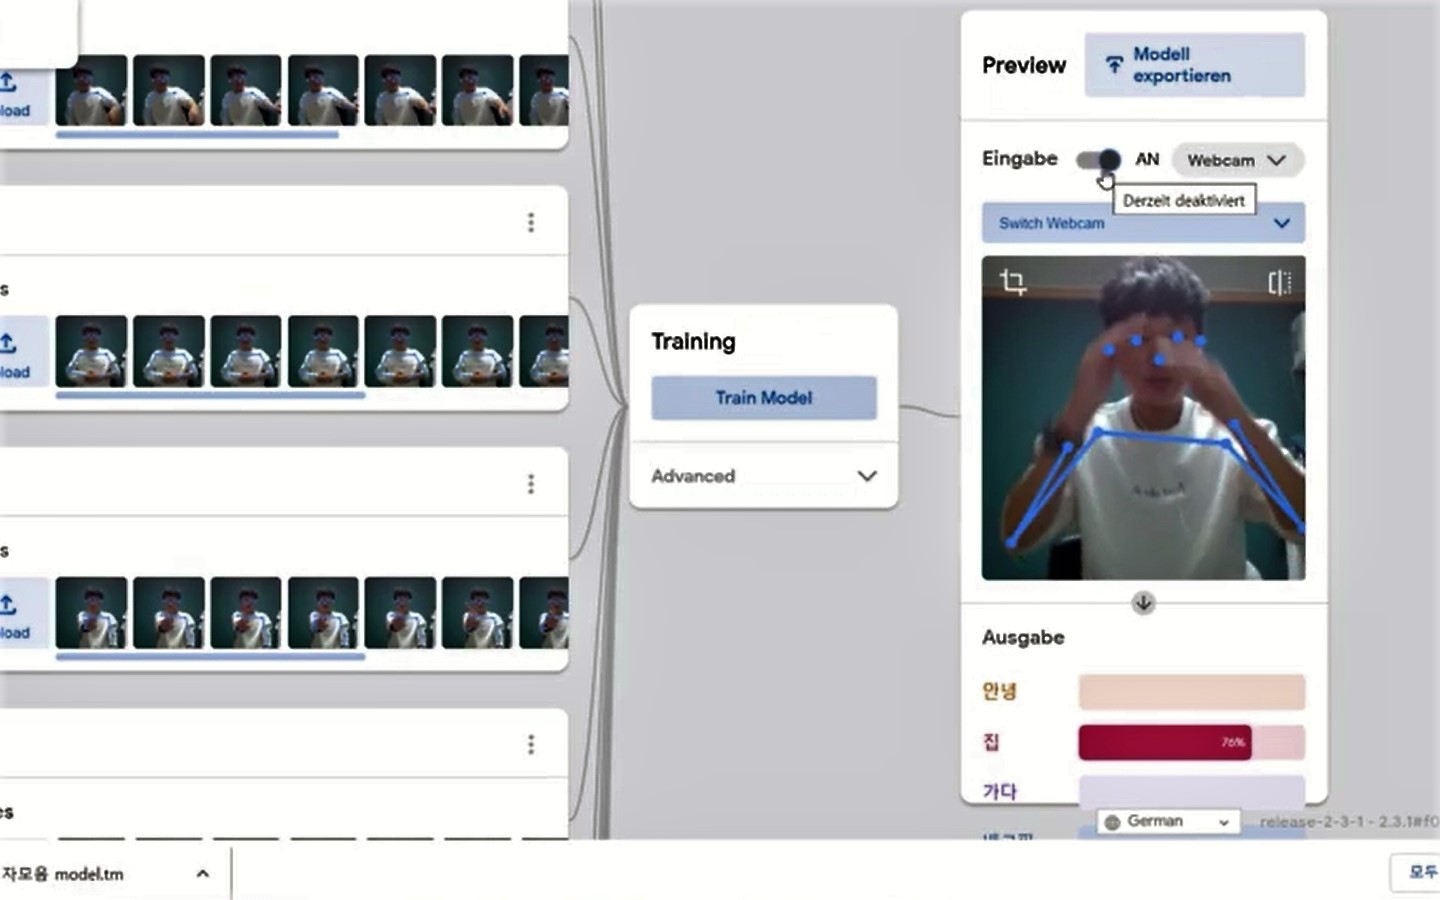 load
s
load
s
load
es
Training
Train Model
Advanced
Preview
Modell
exportieren
Eingabe
AN
Webcam
Derzeit deaktiviert
Switch Webcam
Ausgabe
안녕
집
76%
가다
German
release-2-3-1 - 2.3.1#f0
자모음 model.tm
모두